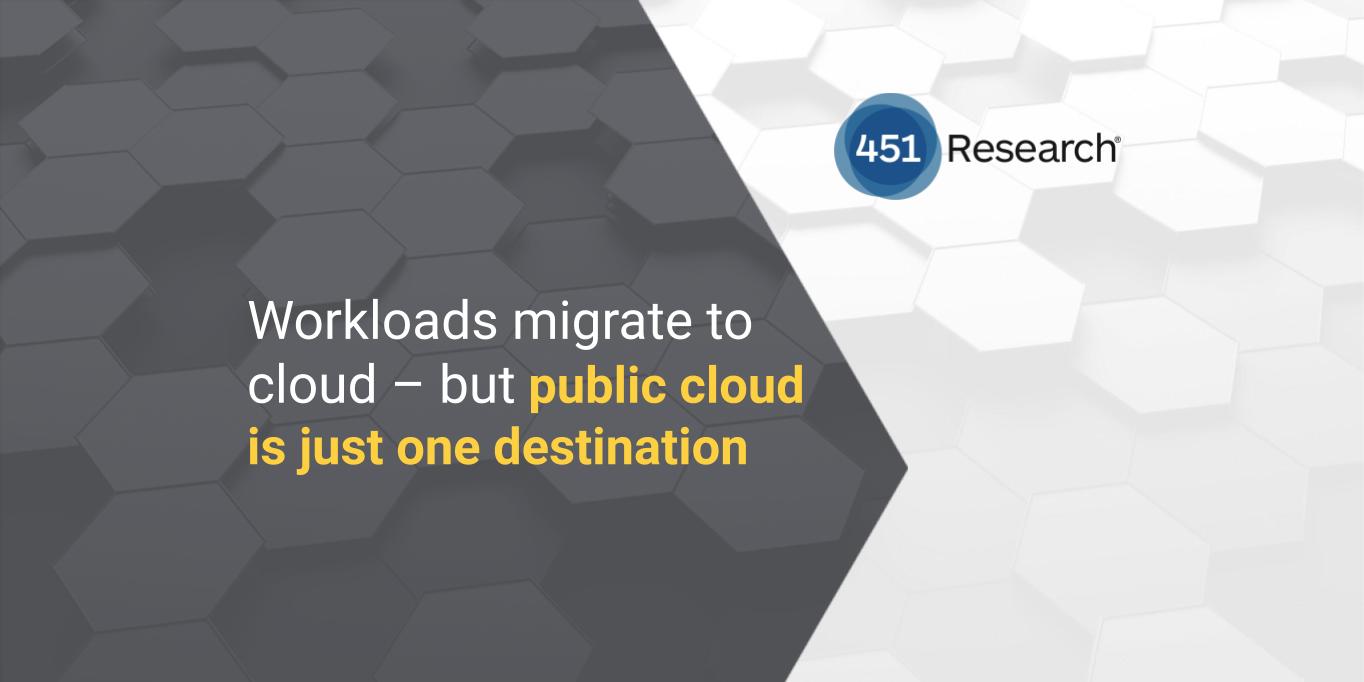 451 Research®
Workloads migrate to
cloud – but public cloud
is just one destination